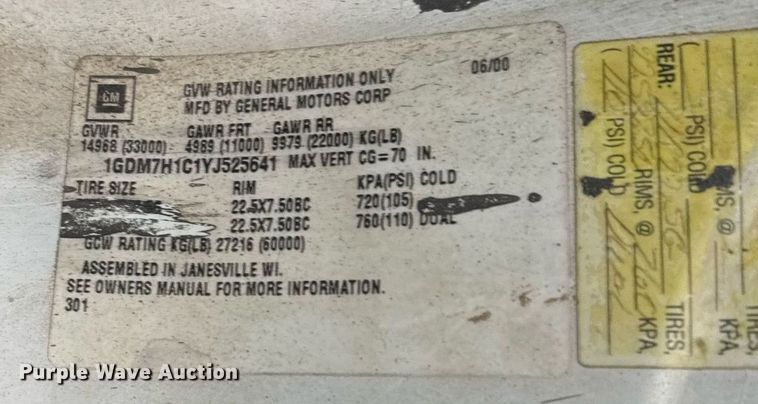 GM
06/00
GVW RATING INFORMATION ONLY
MFD BY GENERAL MOTORS CORP
GVWR GAWR FRT GAWR RR
14968 (33000) 4989 (11000) 9979 (22000) KG(LB)
1GDM7H1C1YJ525641 MAX VERT CG=70 IN.
TIRE SIZE RIM KPA(PSI) COLD
22.5X7.50BC 720(105)
22.5X7.50BC 760(110) DUAL
GCW RATING KG(LB) 27216 (60000)
ASSEMBLED IN JANESVILLE WI.
SEE OWNERS MANUAL FOR MORE INFORMATION.
301
PSI) COLD
TIRES,
RIMS, @ KPA,
REAR: TIRES,
RIMS, @ KPA,
( PSI) COLD
Purple Wave Auction